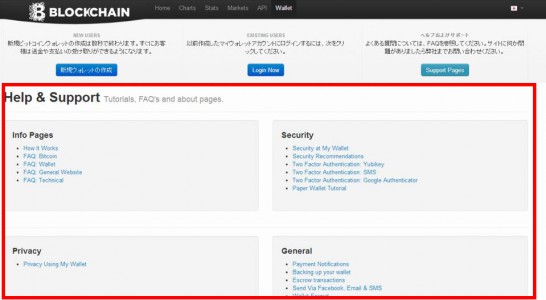 BLOCKCHAIN
Home Charts Stats Markets API Wallet
NEW USERS
新規ビットコインウォレットの作成は数秒で終わります。すぐにお
客様は送金や支払いの受け取りができるようになります。
新規ウォレットの作成
EXISTING USERS
以前作成したマイウォレットアカウントにログインするには、次をクリ
ックしてください。
Login Now
ヘルプおよびサポート
よくある質問については、FAQを参照してください。サイトに何か問
題がありましたら弊社までお問い合わせください。
Support Pages
Help & Support Tutorials, FAQ's and about pages.
Info Pages
How It Works
FAQ: Bitcoin
FAQ: Wallet
FAQ: General Website
FAQ: Technical
Security
Security at My Wallet
Security Recommendations
Two Factor Authentication: Yubikey
Two Factor Authentication: SMS
Two Factor Authentication: Google Authenticator
Paper Wallet Tutorial
Privacy
Privacy Using My Wallet
General
Payment Notifications
Backing up your wallet
Escrow transactions
Send Via Facebook, Email & SMS
Wallet Format